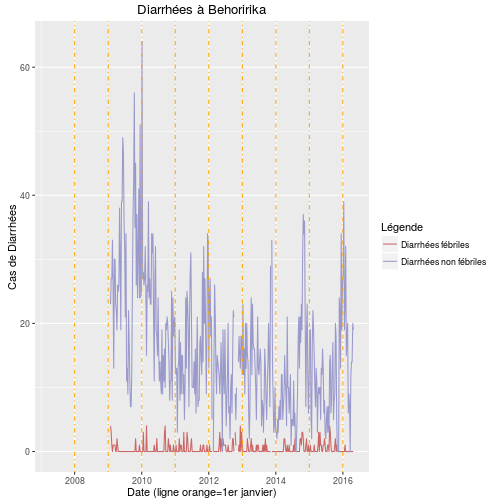 Diarrhées à Behoririka
Cas de Diarrhées
60
40
20
0
2008
2010
2012
2014
2016
Date (ligne orange=1er janvier)
Légende
Diarrhées fébriles
Diarrhées non fébriles